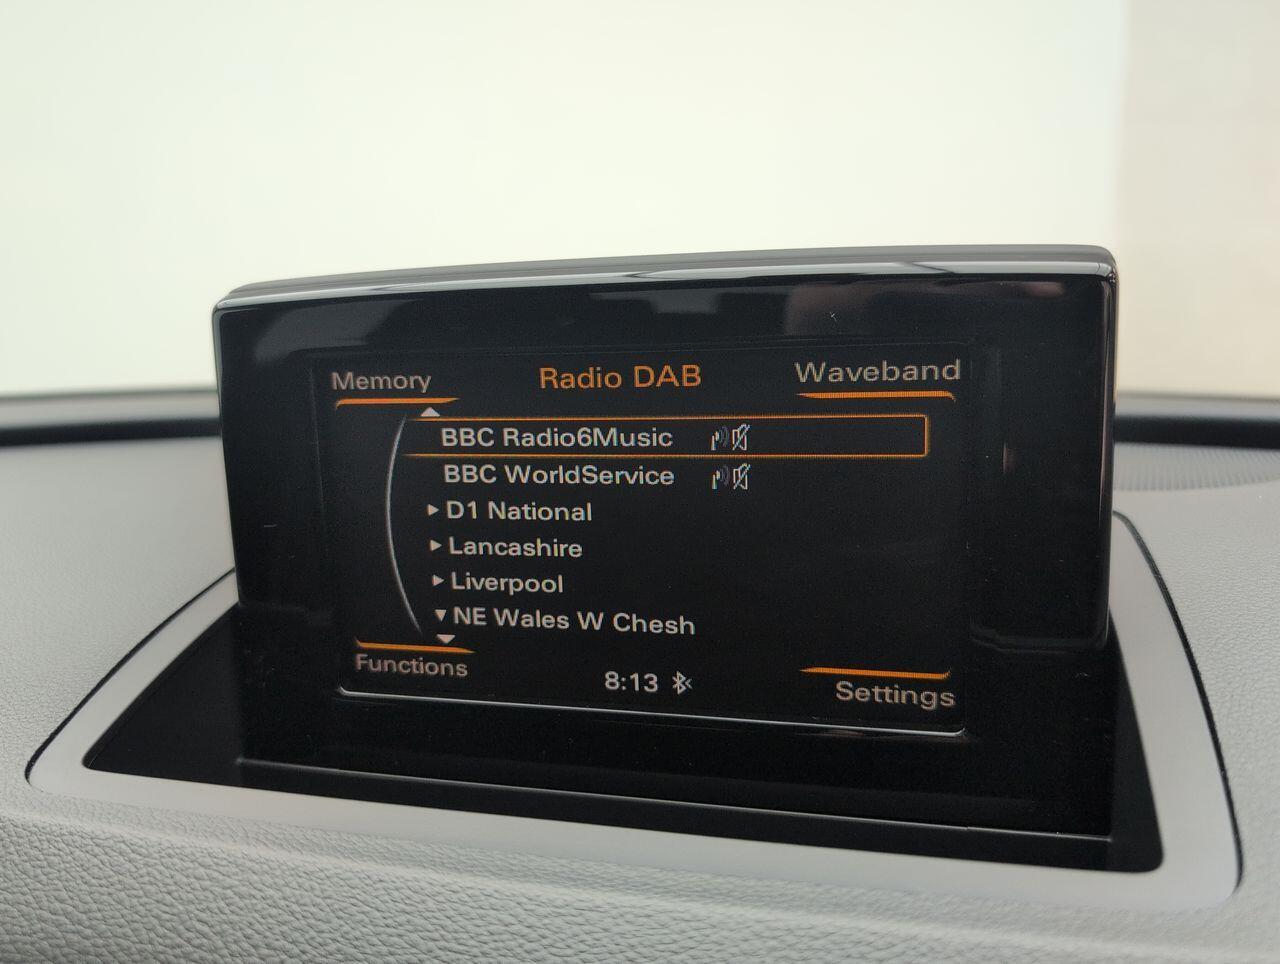 Memory Radio DAB Waveband
BBC Radio6Music
BBC WorldService
D1 National
Lancashire
Liverpool
NE Wales W Chesh
Functions 8:13 Settings